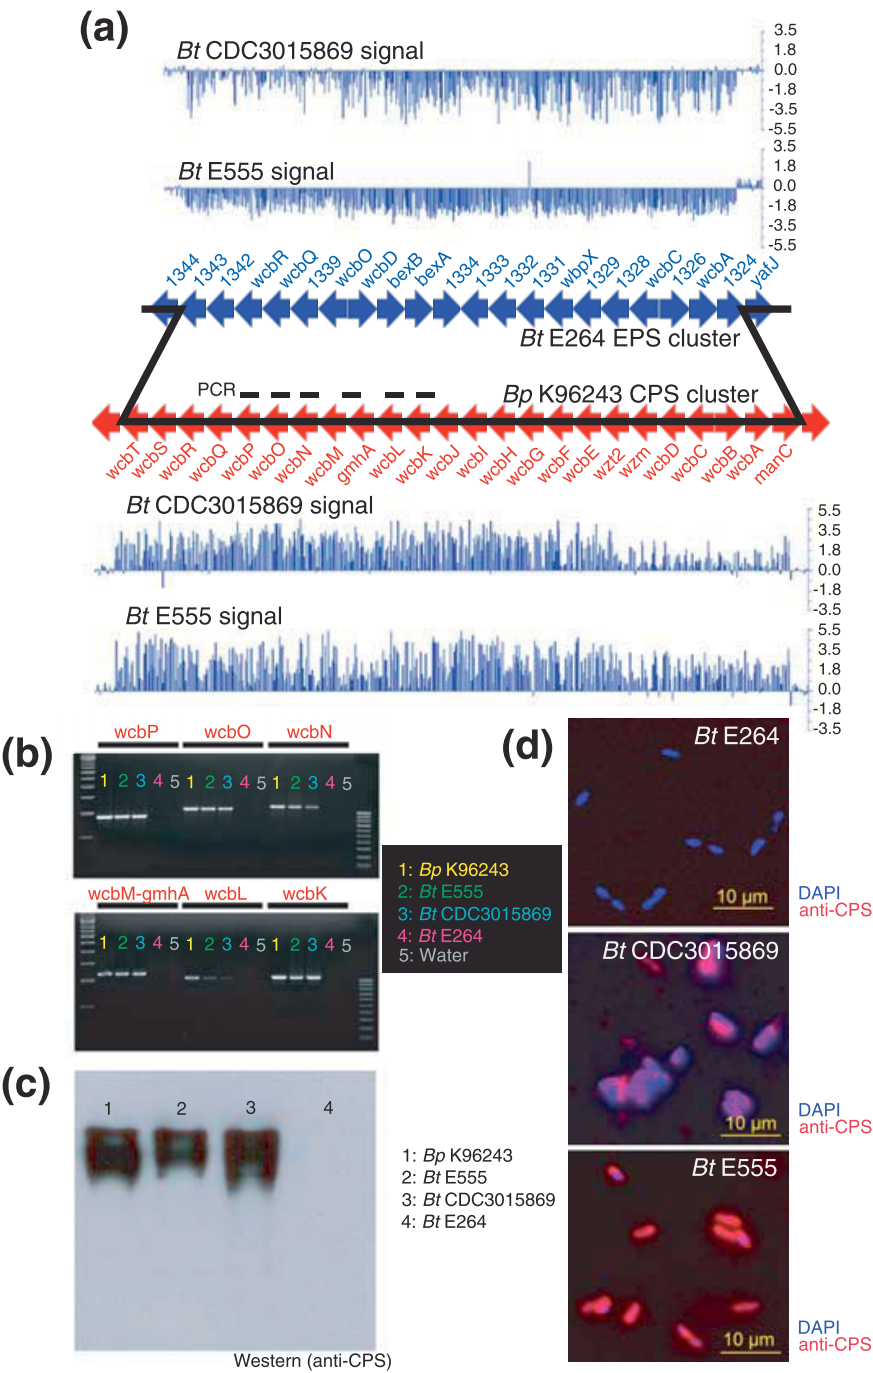 (a)
Bt CDC3015869 signal
3.5
1.8
0.0
-1.8
-3.5
-5.5
Bt E555 signal
3.5
1.8
0.0
-1.8
-3.5
-5.5
1344 1343 1342 wcbR wcbQ 1339 wcbO wcbD bexB bexA 1334 1333 1332 1331 wbpX 1329 1328 wcbC 1326 wcbA 1324 yafJ
Bt E264 EPS cluster
PCR
Bp K96243 CPS cluster
wcbT wcbS wcbR wcbQ wcbP wcbO wcbN wcbM gmhA wcbL wcbK wcbJ wcbI wcbH wcbG wcbF wcbE wzt2 wzm wcbD wcbC wcbB wcbA manC
Bt CDC3015869 signal
5.5
3.5
1.8
0.0
-1.8
-3.5
Bt E555 signal
5.5
3.5
1.8
0.0
-1.8
-3.5
(b)
wcbP wcbO wcbN
1 2 3 4 5 1 2 3 4 5 1 2 3 4 5
wcbM-gmhA wcbL wcbK
1 2 3 4 5 1 2 3 4 5 1 2 3 4 5
1: Bp K96243
2: Bt E555
3: Bt CDC3015869
4: Bt E264
5: Water
(c)
1 2 3 4
1: Bp K96243
2: Bt E555
3: Bt CDC3015869
4: Bt E264
Western (anti-CPS)
(d)
Bt E264
10 µm
DAPI
anti-CPS
Bt CDC3015869
10 µm
DAPI
anti-CPS
Bt E555
10 µm
DAPI
anti-CPS